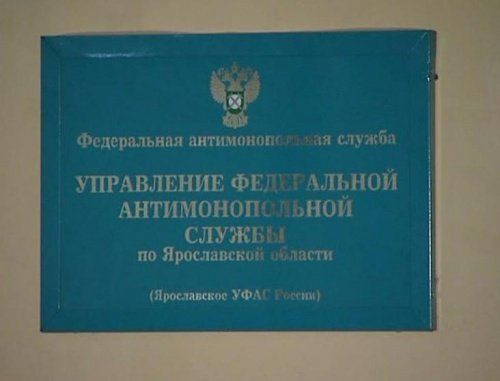 Федеральная антимонопольная служба
УПРАВЛЕНИЕ ФЕДЕРАЛЬНОЙ
АНТИМОНОПОЛЬНОЙ
СЛУЖБЫ
по Ярославской области
(Ярославское УФАС России)